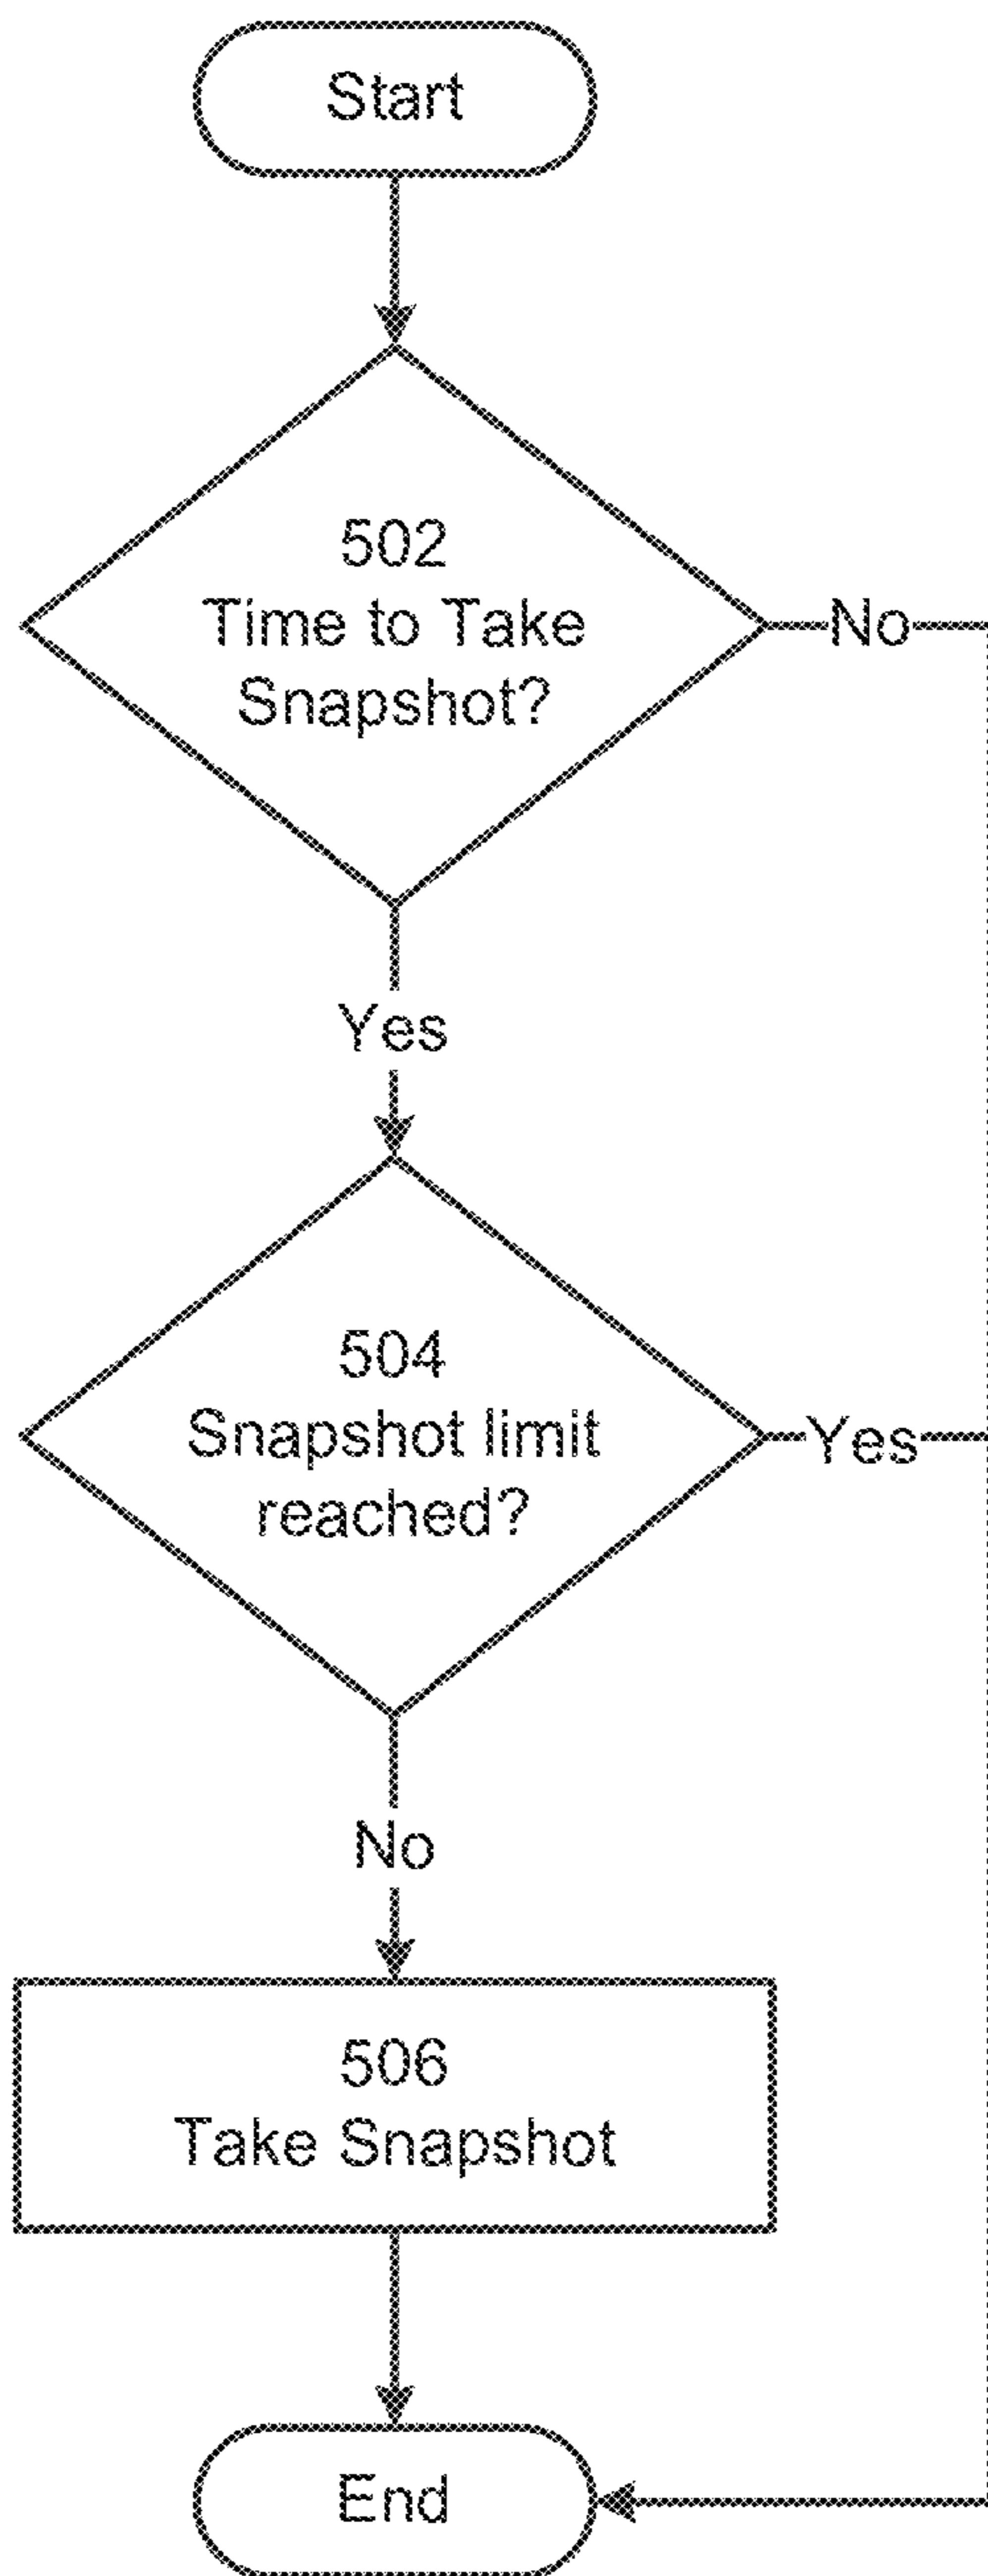 Start
502
Time to Take
Snapshot?
No
Yes
504
Snapshot limit
reached?
Yes
No
506
Take Snapshot
End